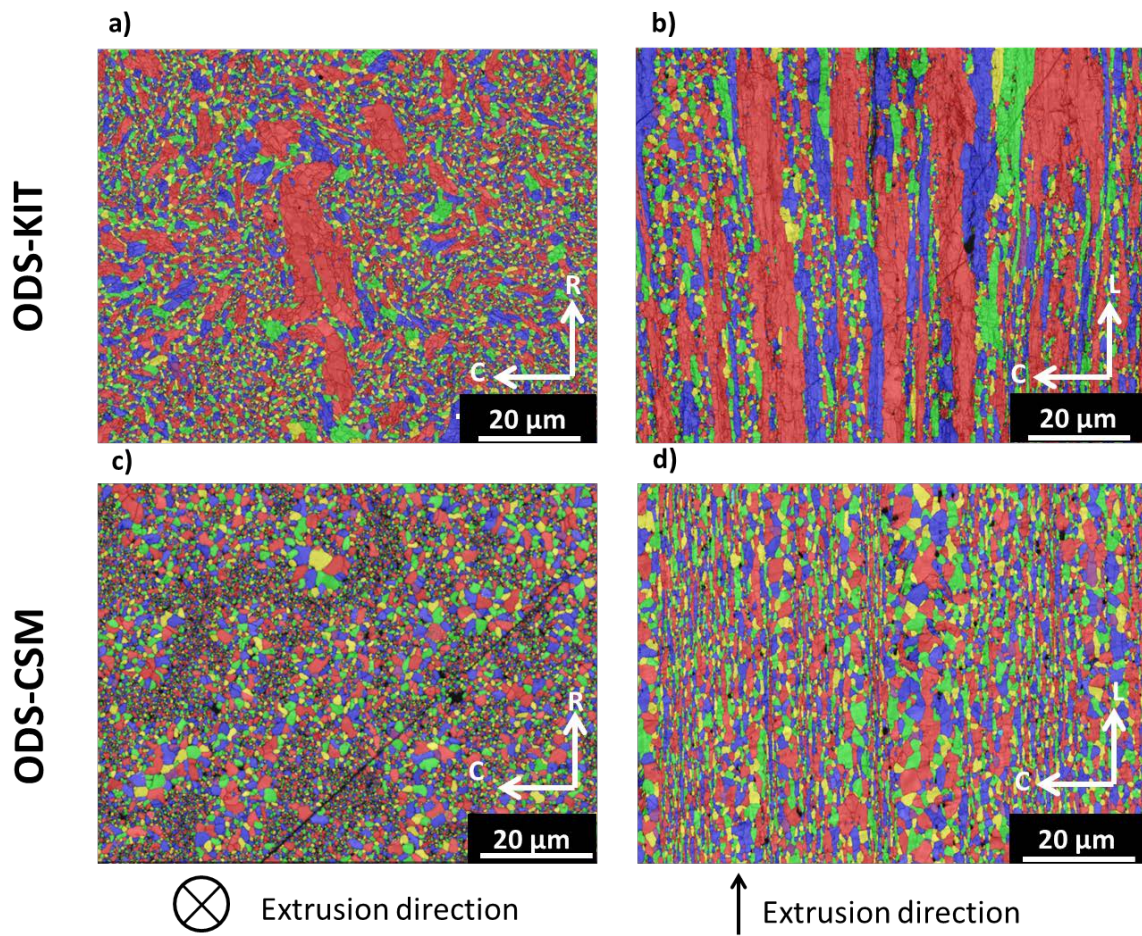 a)
b)
ODS-KIT
R
C
20 µm
L
C
20 µm
c)
d)
ODS-CSM
R
C
20 µm
L
C
20 µm
Extrusion direction
Extrusion direction